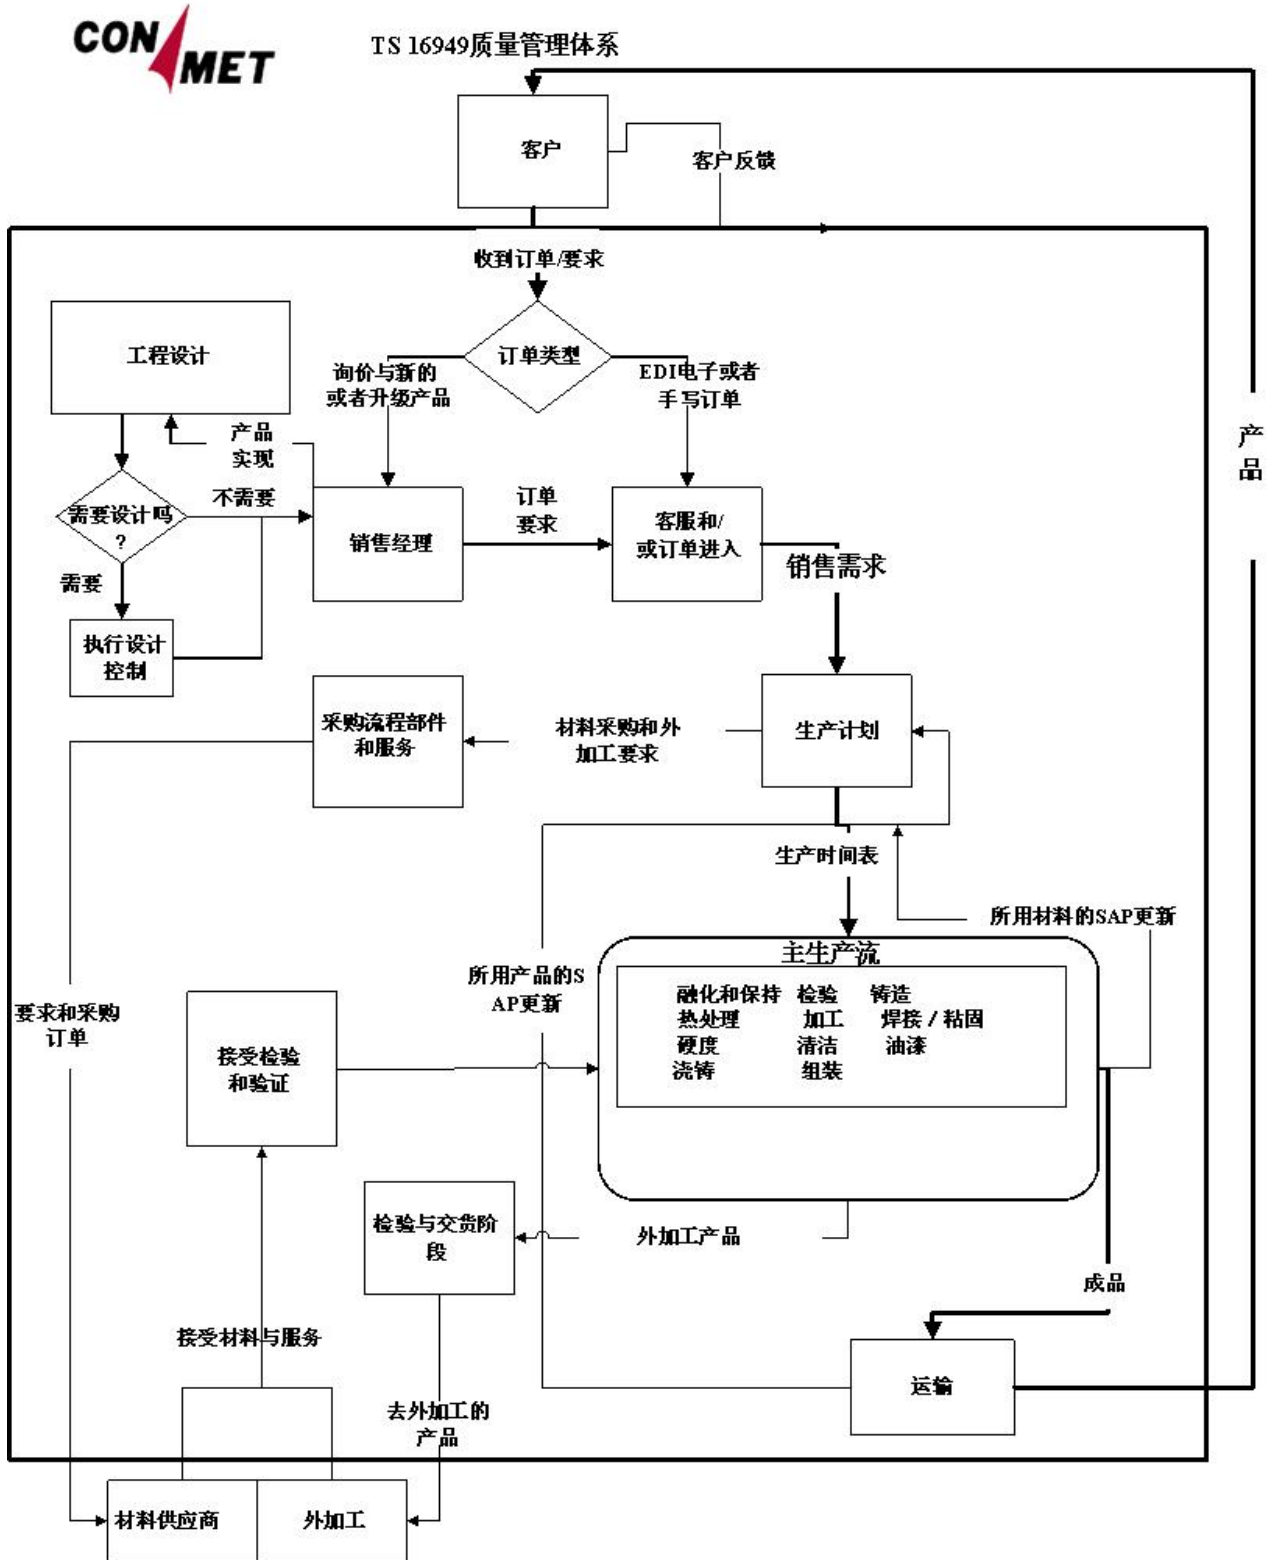 CON
MET
TS 16949质量管理体系
客户
客户反馈
收到订单/要求
订单类型
工程设计
询价与新的
或者升级产品
EDI电子或者
手写订单
产品
实现
产
品
需要设计吗
?
不需要
需要
销售经理
订单
要求
客服和/
或订单进入
销售需求
执行设计
控制
采购流程部件
和服务
材料采购和外
加工要求
生产计划
生产时间表
所用材料的SAP更新
主生产流
所用产品的S
AP更新
融化和保持 检验 铸造
热处理 加工 焊接/粘固
硬度 清洁 油漆
浇铸 组装
要求和采购
订单
接受检验
和验证
检验与交货阶
段
外加工产品
成品
接受材料与服务
运输
去外加工的
产品
材料供应商
外加工